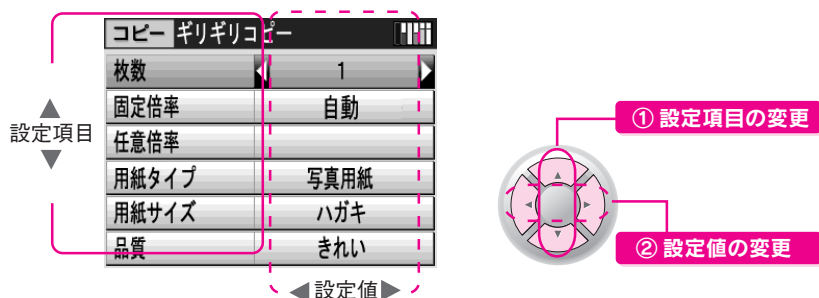 コピー ギリギリコピー
枚数 1
固定倍率 自動
任意倍率
用紙タイプ 写真用紙
用紙サイズ ハガキ
品質 きれい
▲
設定項目
▼
◀設定値▶
① 設定項目の変更
② 設定値の変更